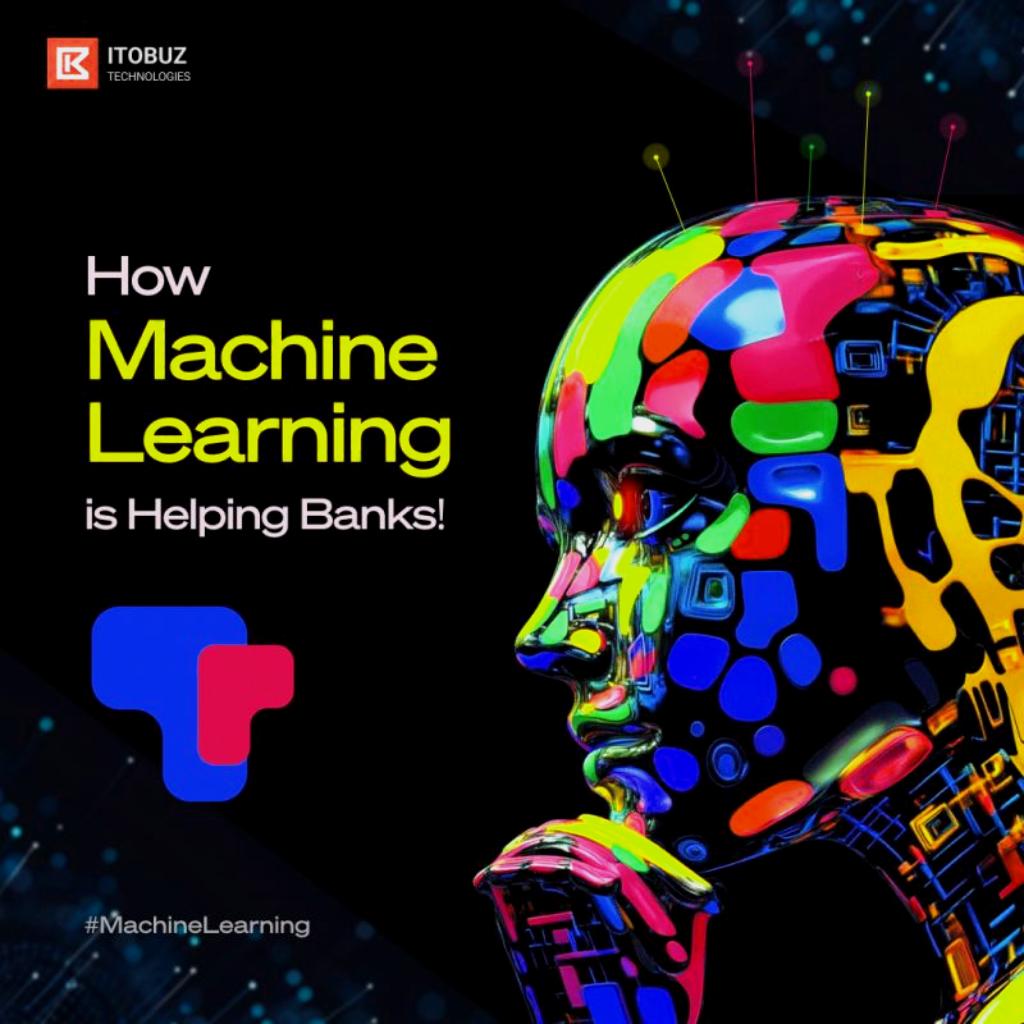 ITOBUZ
TECHNOLOGIES
How
Machine
Learning
is Helping Banks!
#MachineLearning